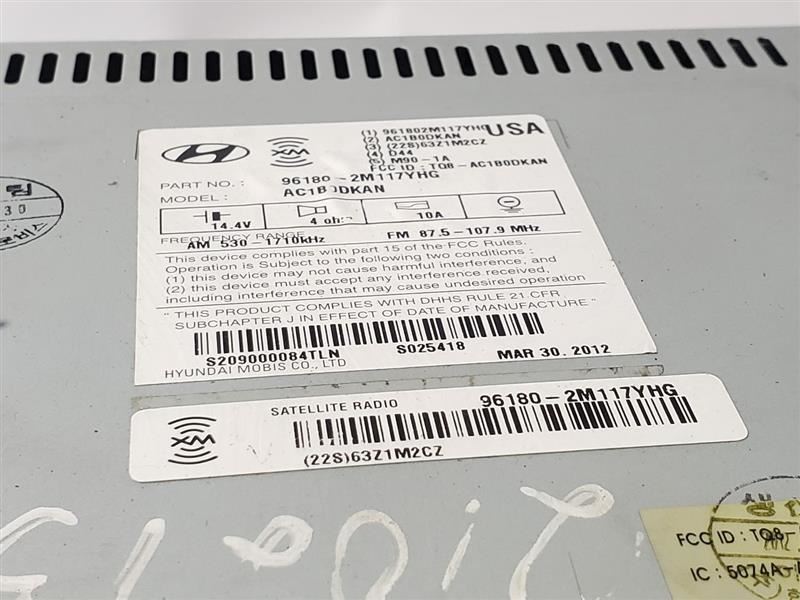 XM
(1) 961802M117YHG
(2) AC1B0DKAN
(3) (22S)63Z1M2CZ
(4) D44
(5) M90-1A
FCC ID : TQ8-AC1B0DKAN
USA
PART NO. : 96180-2M117YHG
MODEL : AC1B0DKAN
14.4V 4 ohm 10A
FREQUENCY RANGE
AM 530-1710kHz FM 87.5-107.9 MHz
This device complies with part 15 of the FCC Rules.
Operation is Subject to the following two conditions :
(1) this device may not cause harmful interference, and
(2) this device must accept any interference received,
including interference that may cause undesired operation
" THIS PRODUCT COMPLIES WITH DHHS RULE 21 CFR
SUBCHAPTER J IN EFFECT OF DATE OF MANUFACTURE "
S209000084TLN S025418
HYUNDAI MOBIS CO., LTD MAR 30. 2012
XM
SATELLITE RADIO 96180-2M117YHG
(22S)63Z1M2CZ
FCC ID : TQ8-
IC : 5074A-